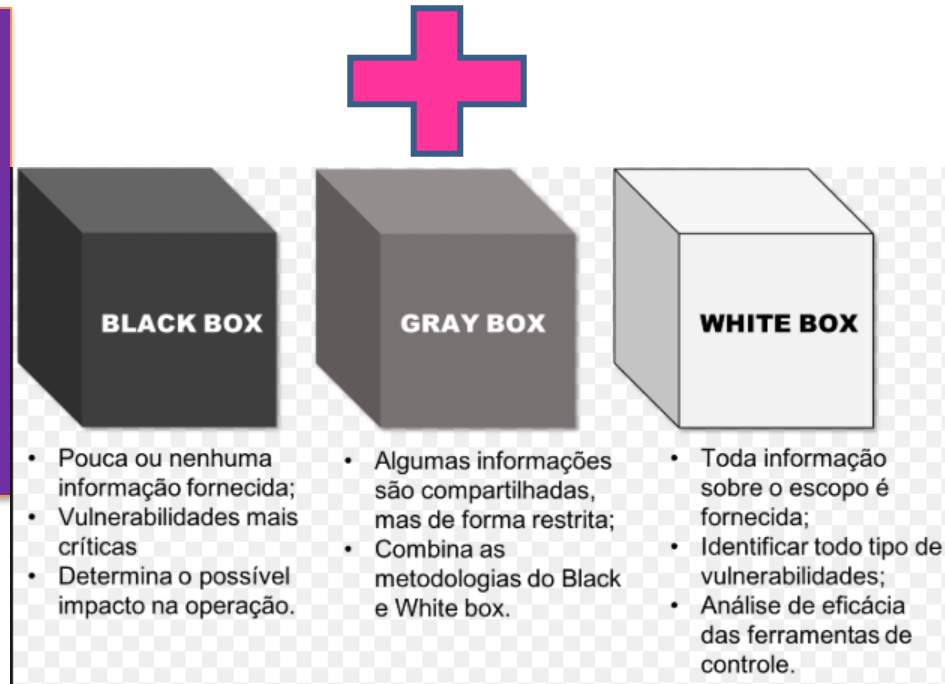 BLACK BOX
GRAY BOX
WHITE BOX
• Pouca ou nenhuma
informação fornecida;
• Vulnerabilidades mais
críticas
• Determina o possível
impacto na operação.
• Algumas informações
são compartilhadas,
mas de forma restrita;
• Combina as
metodologias do Black
e White box.
• Toda informação
sobre o escopo é
fornecida;
• Identificar todo tipo de
vulnerabilidades;
• Análise de eficácia
das ferramentas de
controle.